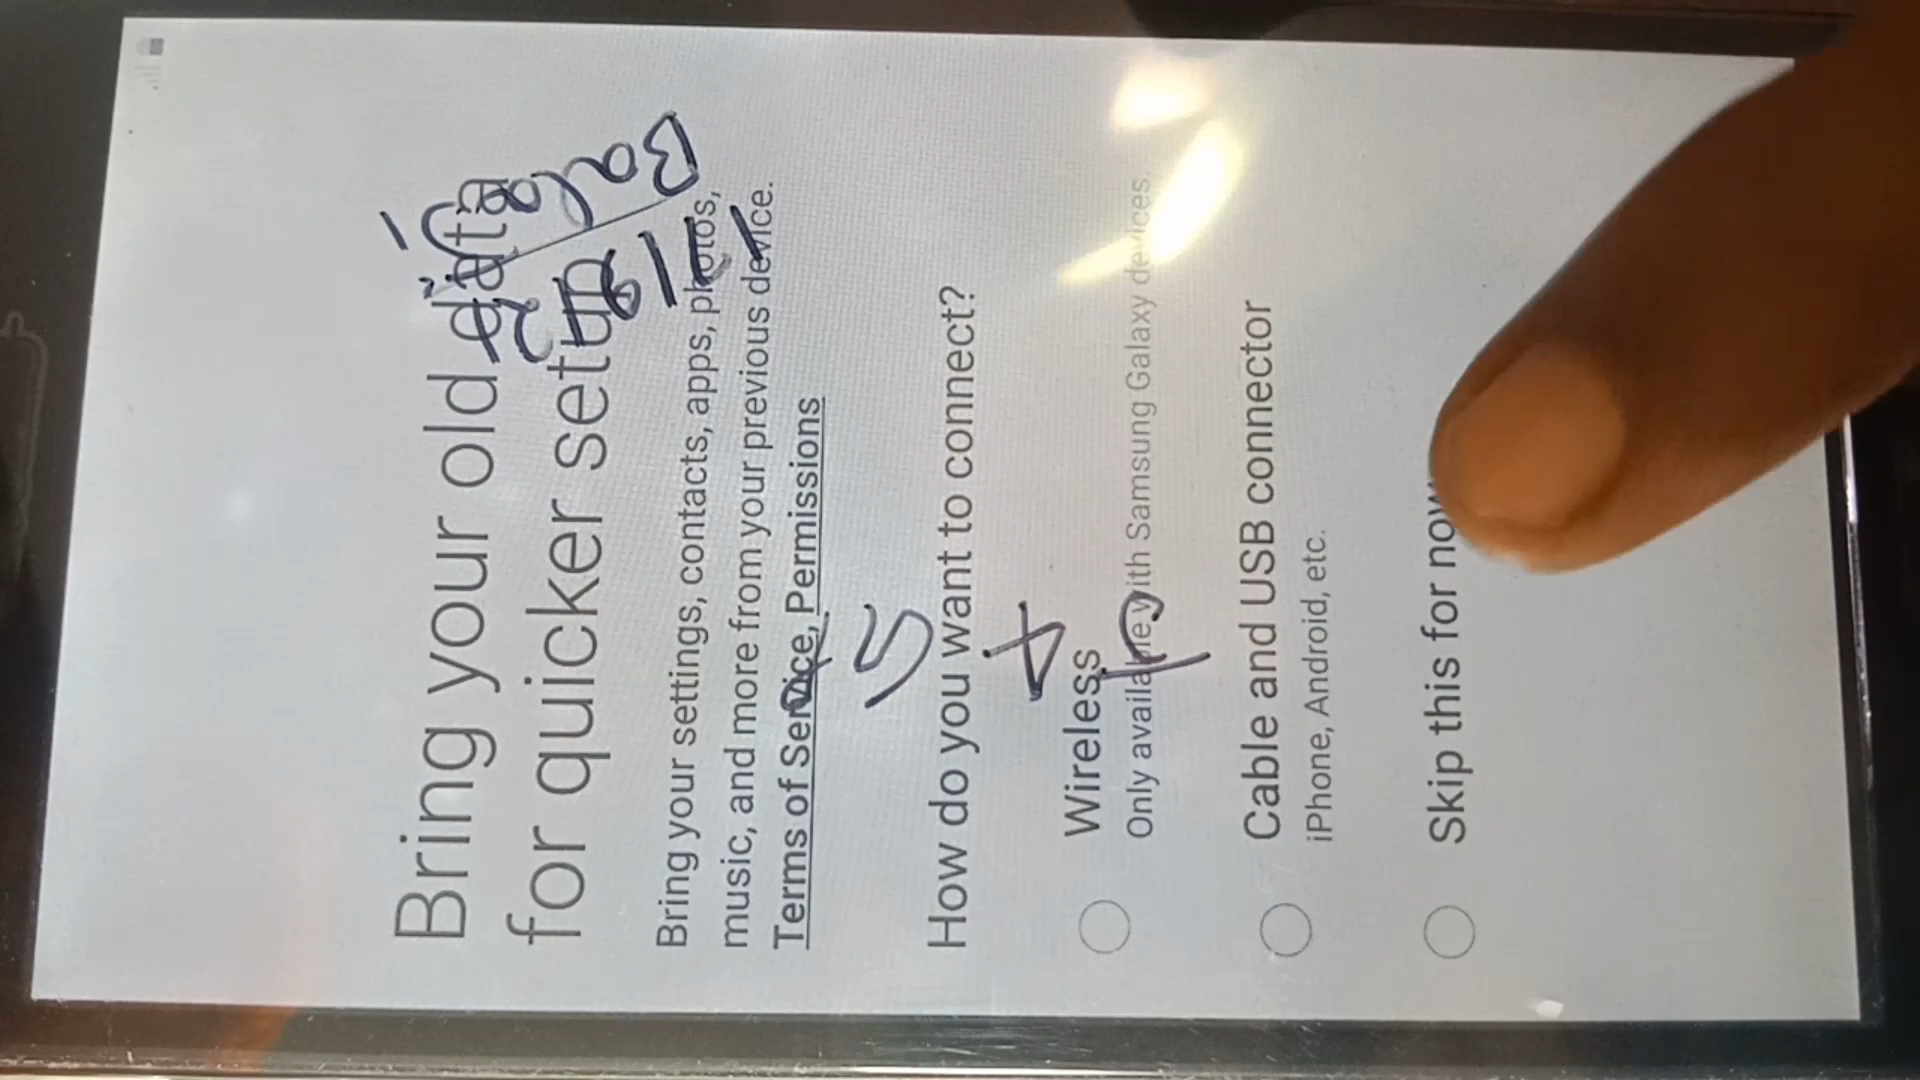 Bring your old data
for quicker setup
Bring your settings, contacts, apps, photos,
music, and more from your previous device.
Terms of Service, Permissions
How do you want to connect?
Wireless
Only available with Samsung Galaxy devices.
Cable and USB connector
iPhone, Android, etc.
Skip this for now